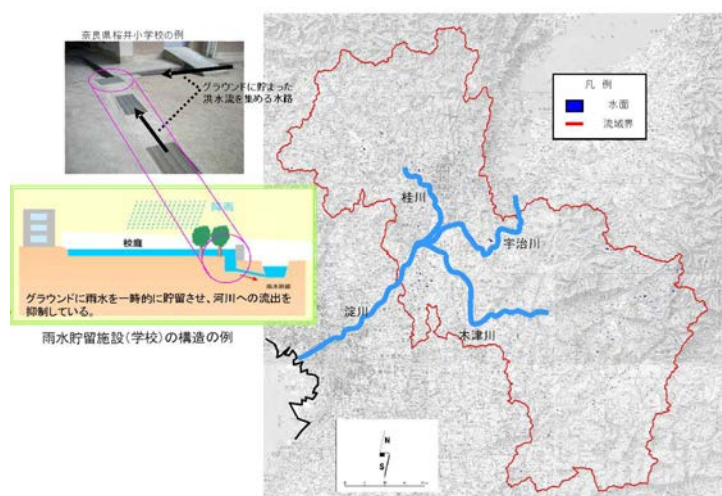 奈良県桜井小学校の例
グラウンドに貯まった
洪水流を集める水路
降雨
校庭
雨水幹線
グラウンドに雨水を一時的に貯留させ、河川への流出を
抑制している。
雨水貯留施設(学校)の構造の例
凡 例
水面
流域界
桂川
宇治川
淀川
木津川
N
S